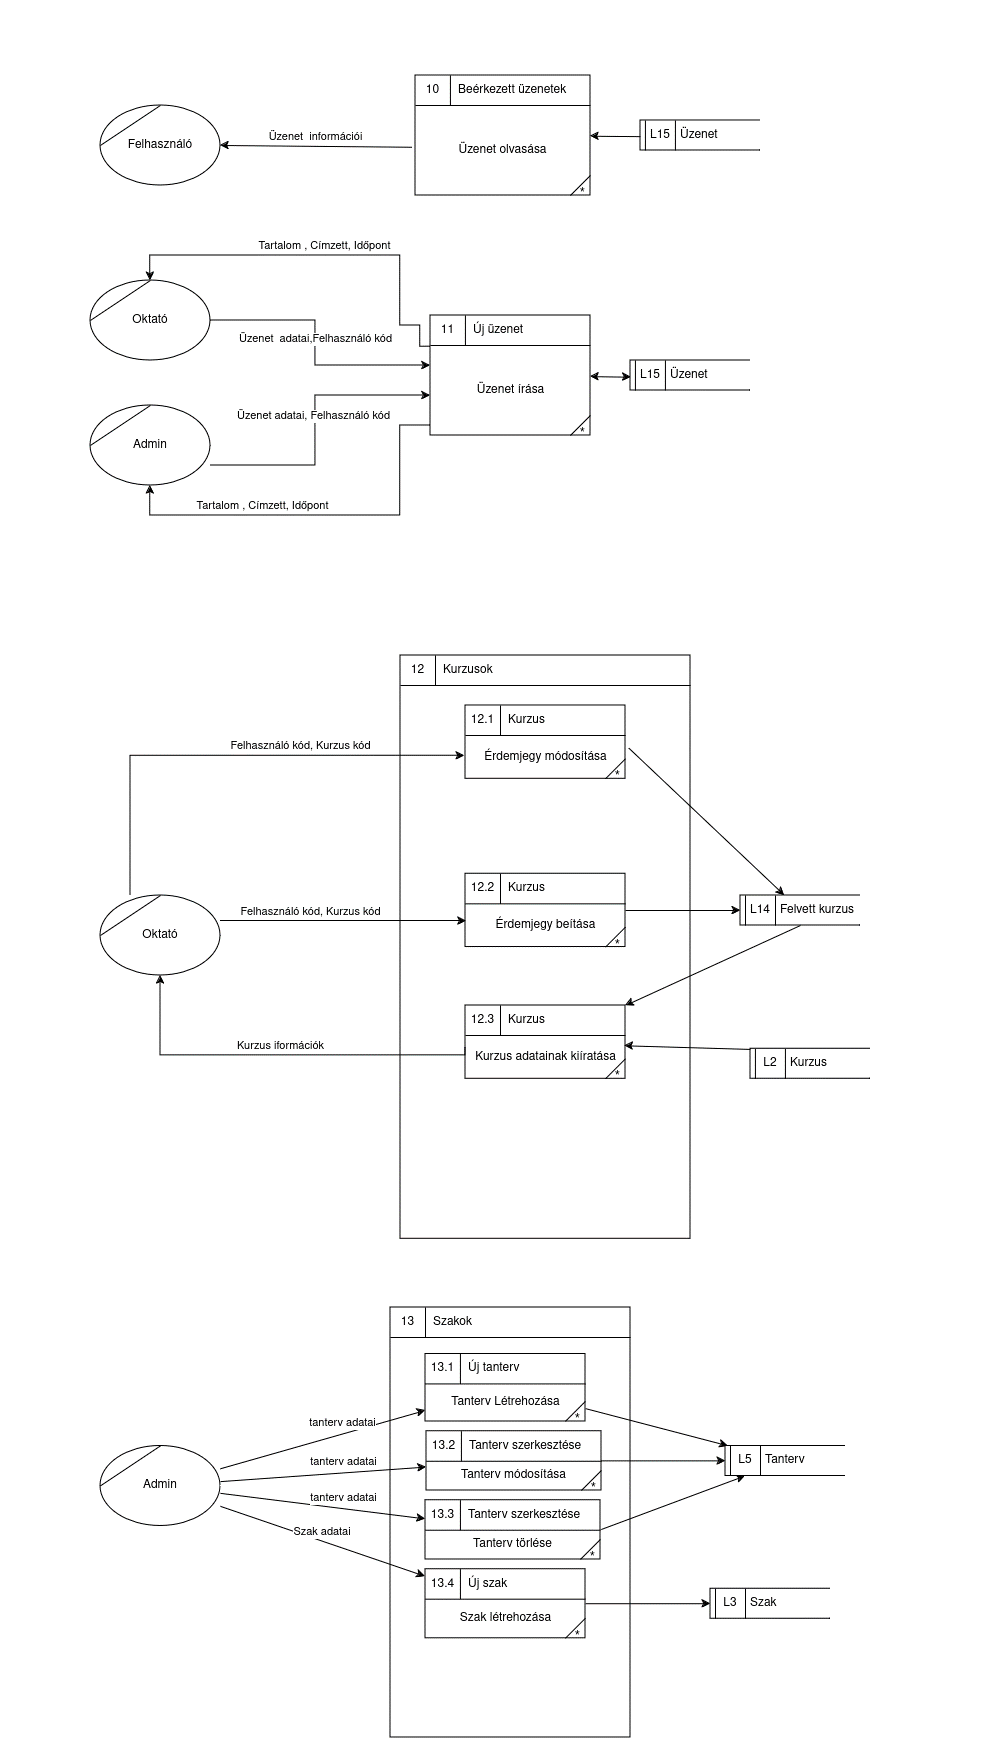 10 Beérkezett üzenetek
Felhasználó
Üzenet információi
Üzenet olvasása
*
L15 Üzenet
Tartalom , Címzett, Időpont
Oktató
Üzenet adatai,Felhasználó kód
11 Új üzenet
Üzenet írása
*
L15 Üzenet
Üzenet adatai, Felhasználó kód
Admin
Tartalom , Címzett, Időpont
12 Kurzusok
12.1 Kurzus
Felhasználó kód, Kurzus kód
Érdemjegy módosítása
*
12.2 Kurzus
Felhasználó kód, Kurzus kód
Érdemjegy beítása
*
L14 Felvett kurzus
Oktató
12.3 Kurzus
Kurzus iformációk
Kurzus adatainak kiíratása
*
L2 Kurzus
13 Szakok
13.1 Új tanterv
Tanterv Létrehozása
*
tanterv adatai
13.2 Tanterv szerkesztése
tanterv adatai
Tanterv módosítása
*
L5 Tanterv
Admin
tanterv adatai
13.3 Tanterv szerkesztése
Tanterv törlése
*
Szak adatai
13.4 Új szak
Szak létrehozása
*
L3 Szak